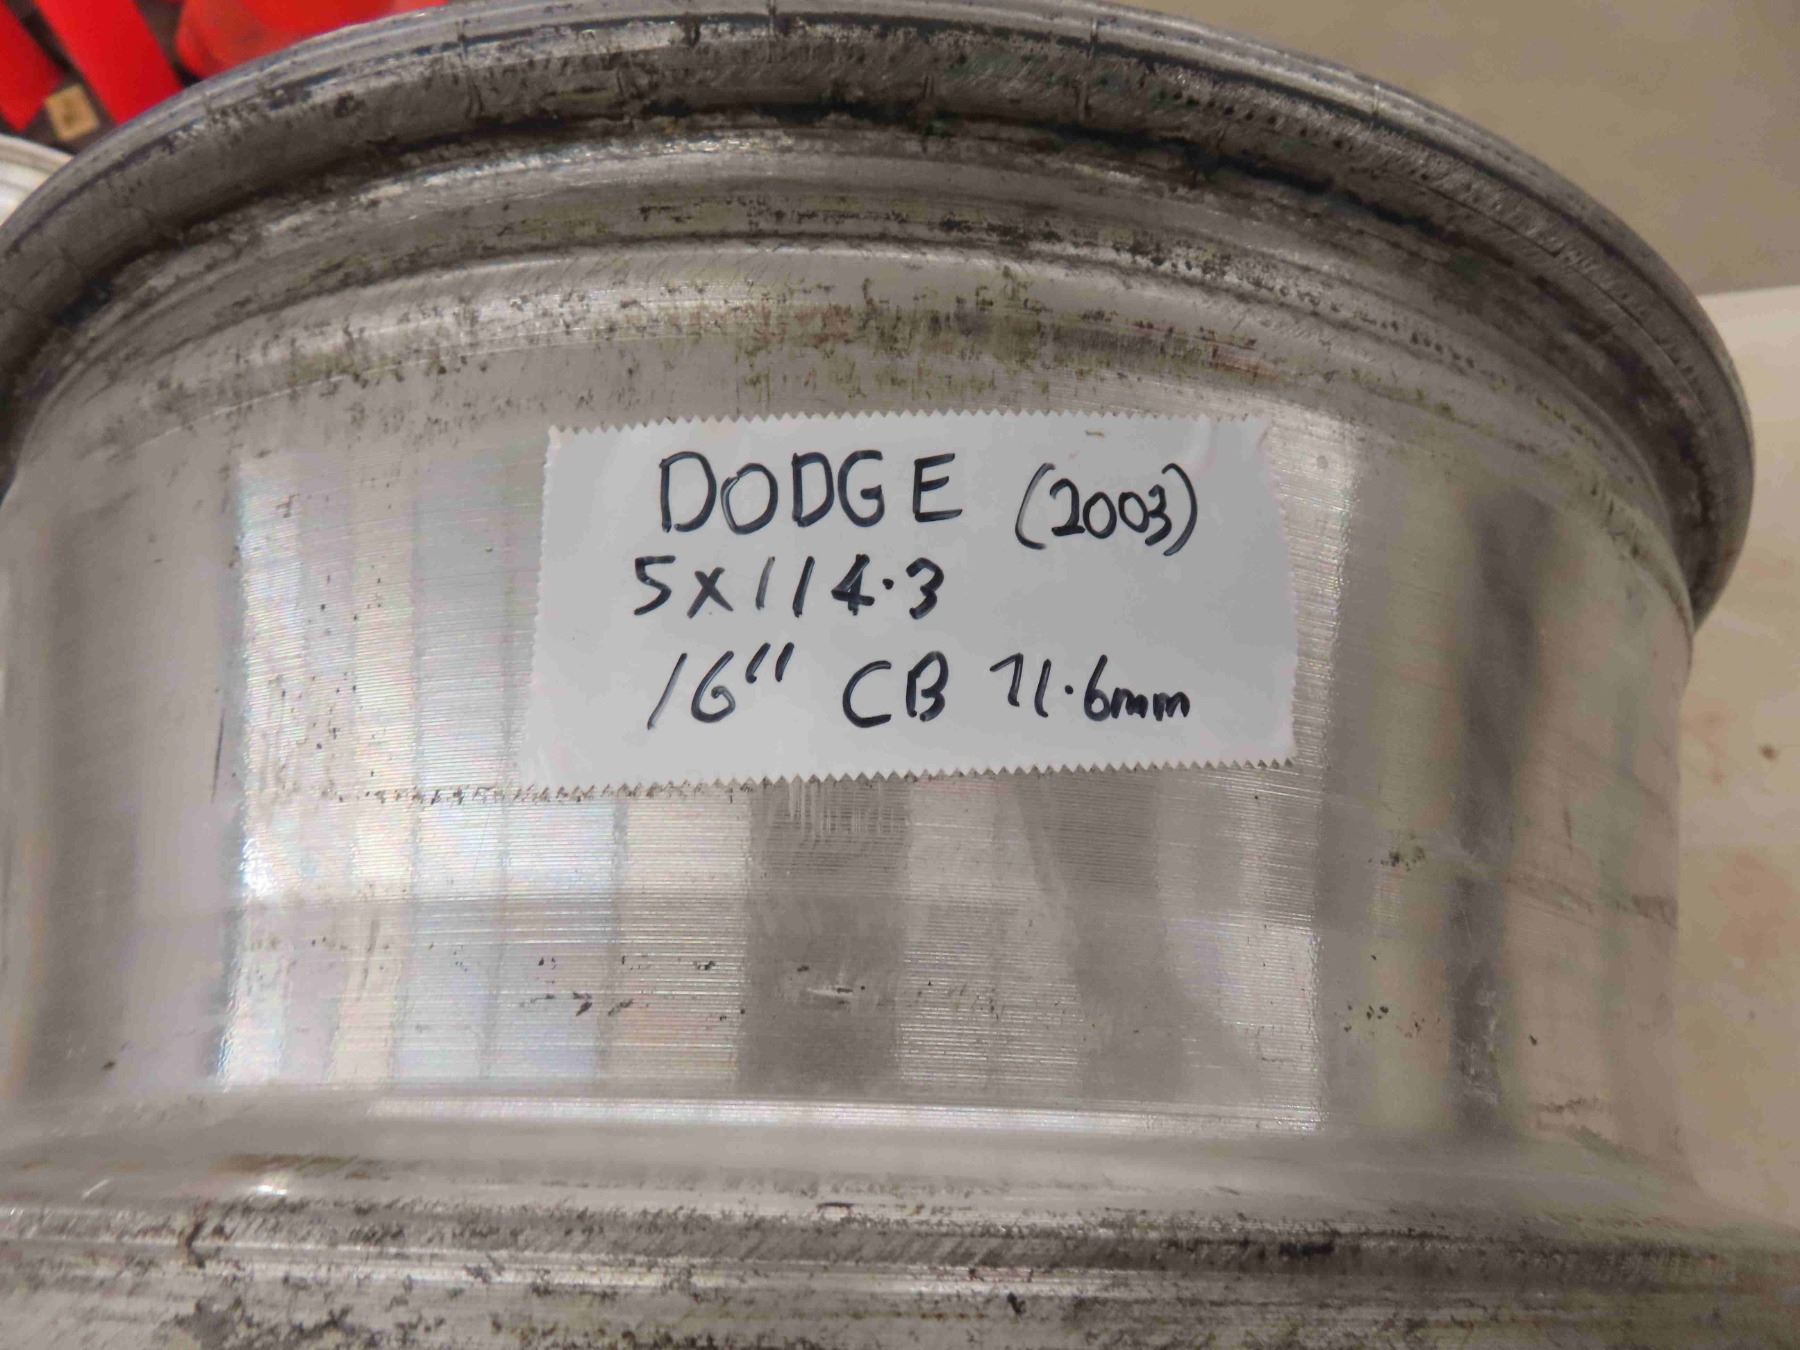 DODGE (2003)
5x114.3
16" CB 71.6mm